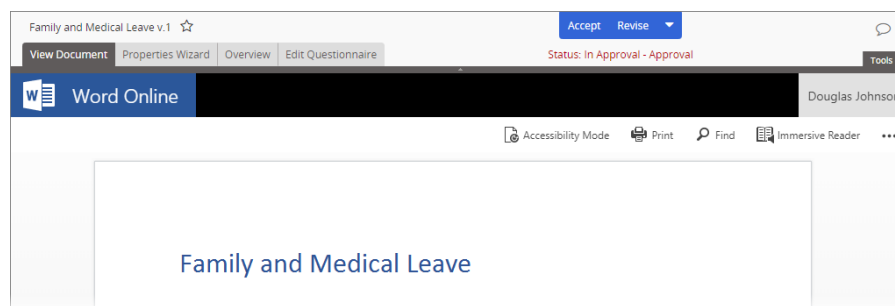 Family and Medical Leave v.1 Accept Revise
View Document Properties Wizard Overview Edit Questionnaire Status: In Approval - Approval Tools
Word Online Douglas Johnson
Accessibility Mode Print Find Immersive Reader
Family and Medical Leave